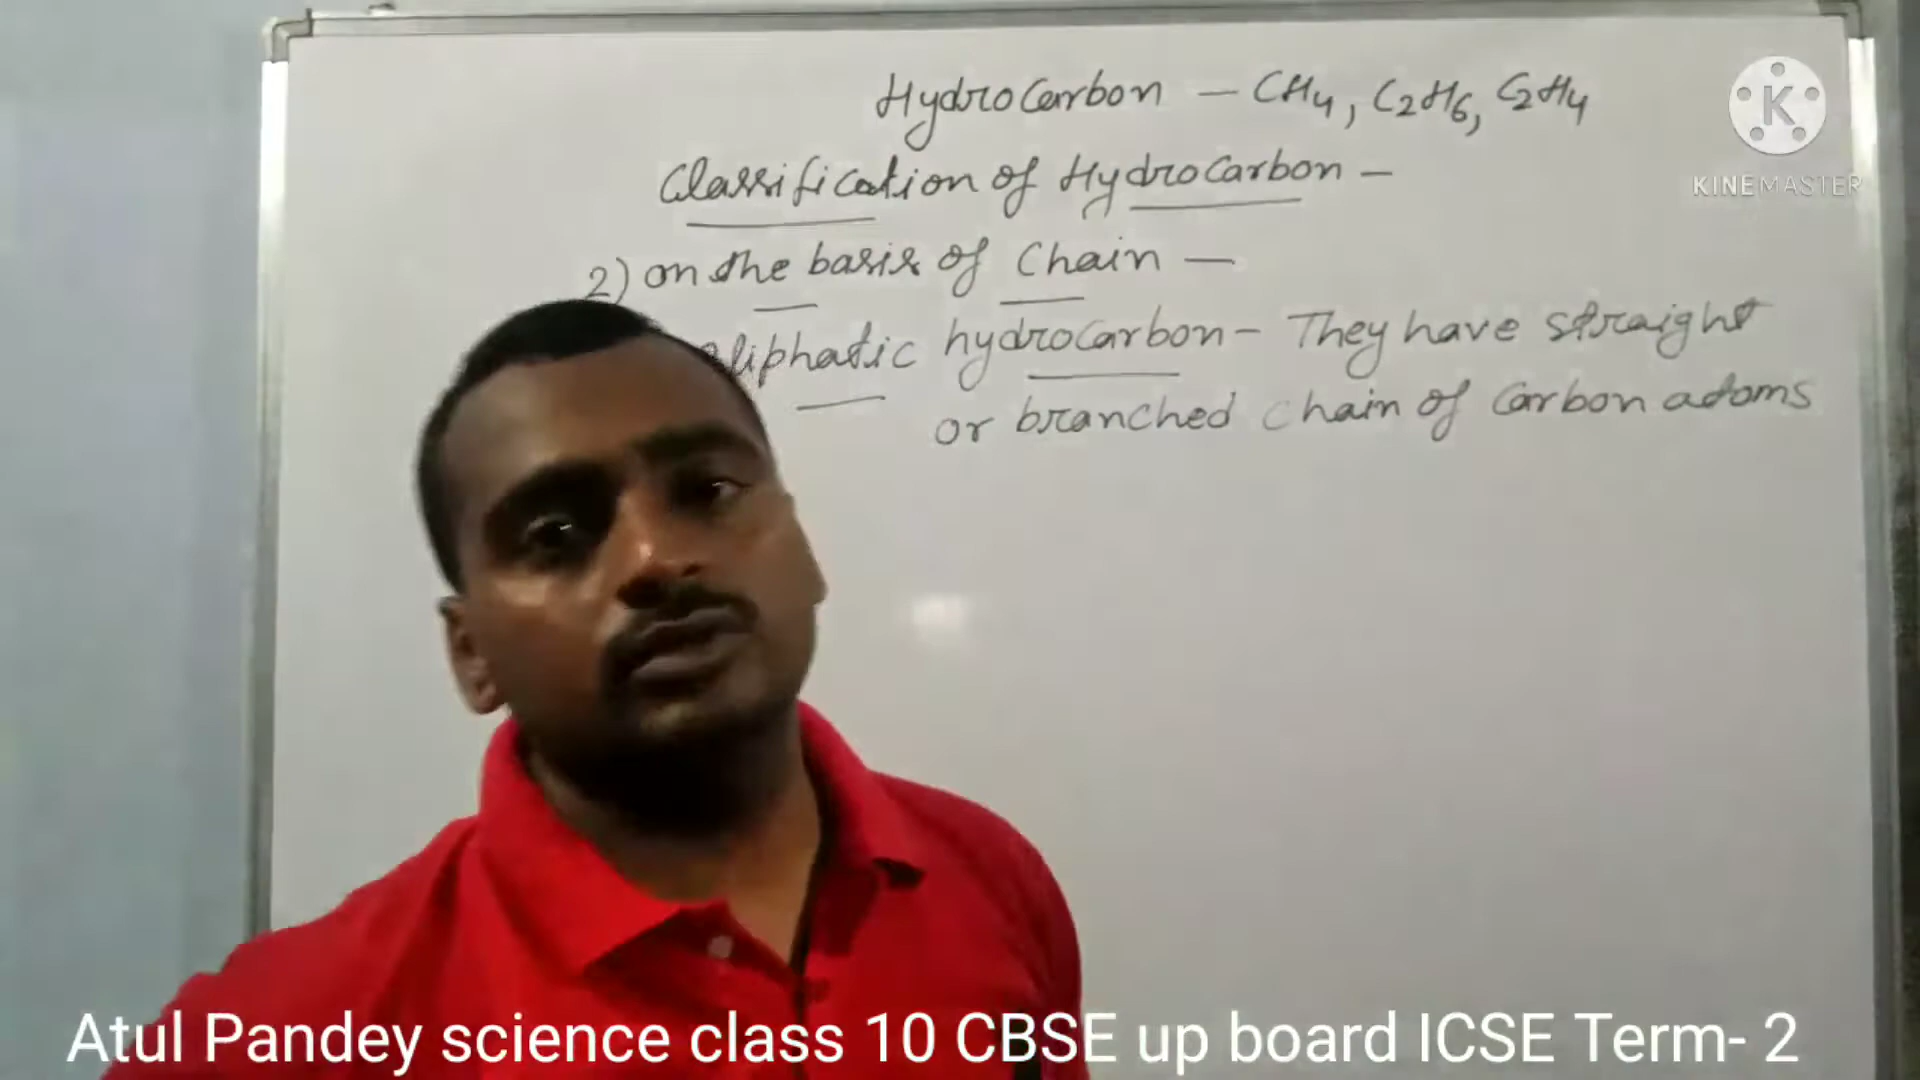 Hydrocarbon - CH4, C2H6, C2H4
K
KINEMASTER
Classification of Hydrocarbon -
2) on the basis of Chain -
aliphatic hydrocarbon - They have straight
or branched chain of carbon atoms
Atul Pandey science class 10 CBSE up board ICSE Term- 2